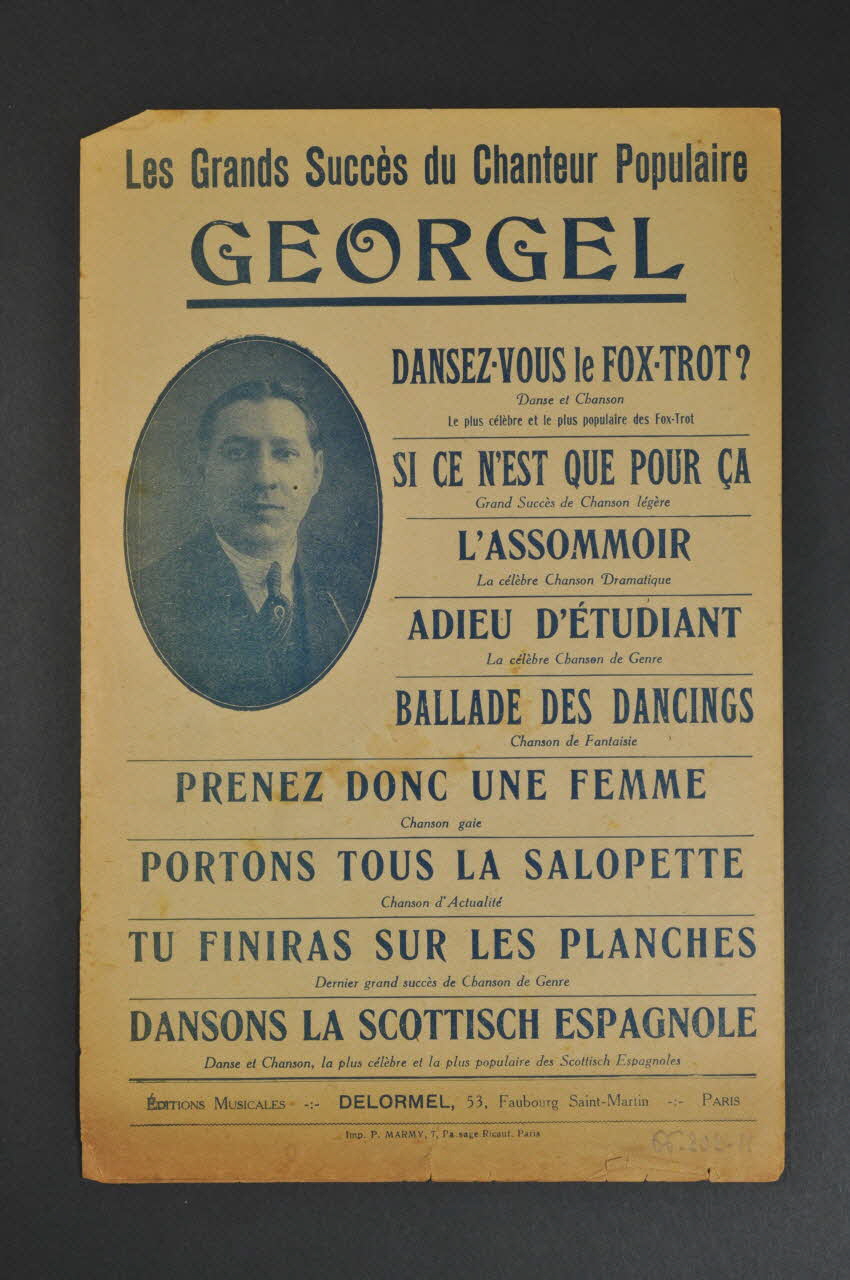 Les Grands Succès du Chanteur Populaire
GEORGEL
DANSEZ-VOUS le FOX-TROT ?
Danse et Chanson
Le plus célèbre et le plus populaire des Fox-Trot
SI CE N'EST QUE POUR ÇA
Grand Succès de Chanson légère
L'ASSOMMOIR
La célèbre Chanson Dramatique
ADIEU D'ÉTUDIANT
La célèbre Chanson de Genre
BALLADE DES DANCINGS
Chanson de Fantaisie
PRENEZ DONC UNE FEMME
Chanson gaie
PORTONS TOUS LA SALOPETTE
Chanson d'Actualité
TU FINIRAS SUR LES PLANCHES
Dernier grand succès de Chanson de Genre
DANSONS LA SCOTTISCH ESPAGNOLE
Danse et Chanson, la plus célèbre et la plus populaire des Scottisch Espagnoles
ÉDITIONS MUSICALES -:- DELORMEL, 53, Faubourg Saint-Martin -:- PARIS
Imp. P. MARMY, 7, Pa sage Ricaut. Paris